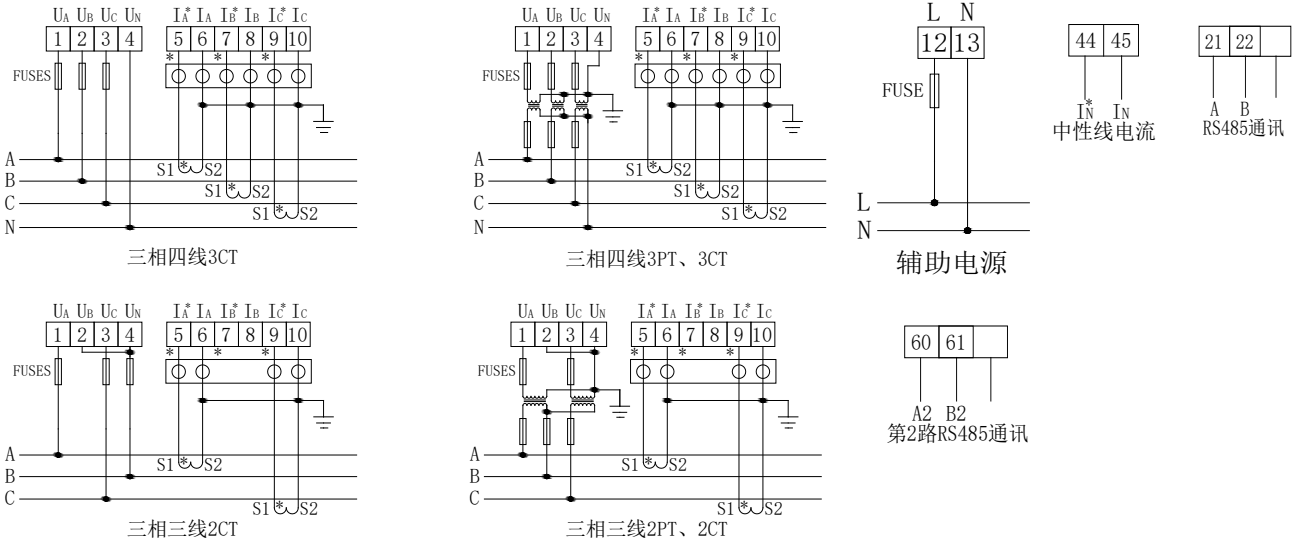 UA UB UC UN IA* IA IB* IB IC* IC
1 2 3 4 5 6 7 8 9 10
* * *
FUSES
A
S1 * S2
B
S1 * S2
C
S1 * S2
N
三相四线3CT
UA UB UC UN IA* IA IB* IB IC* IC
1 2 3 4 5 6 7 8 9 10
* * *
FUSES
A
S1 * S2
B
S1 * S2
C
S1 * S2
N
三相四线3PT、3CT
L N
12 13
FUSE
L
N
辅助电源
44 45
IN* IN
中性线电流
21 22
A B
RS485通讯
UA UB UC UN IA* IA IB* IB IC* IC
1 2 3 4 5 6 7 8 9 10
* * *
FUSES
A
S1 * S2
B
C
S1 * S2
三相三线2CT
UA UB UC UN IA* IA IB* IB IC* IC
1 2 3 4 5 6 7 8 9 10
* * *
FUSES
A
S1 * S2
B
C
S1 * S2
三相三线2PT、2CT
60 61
A2 B2
第2路RS485通讯